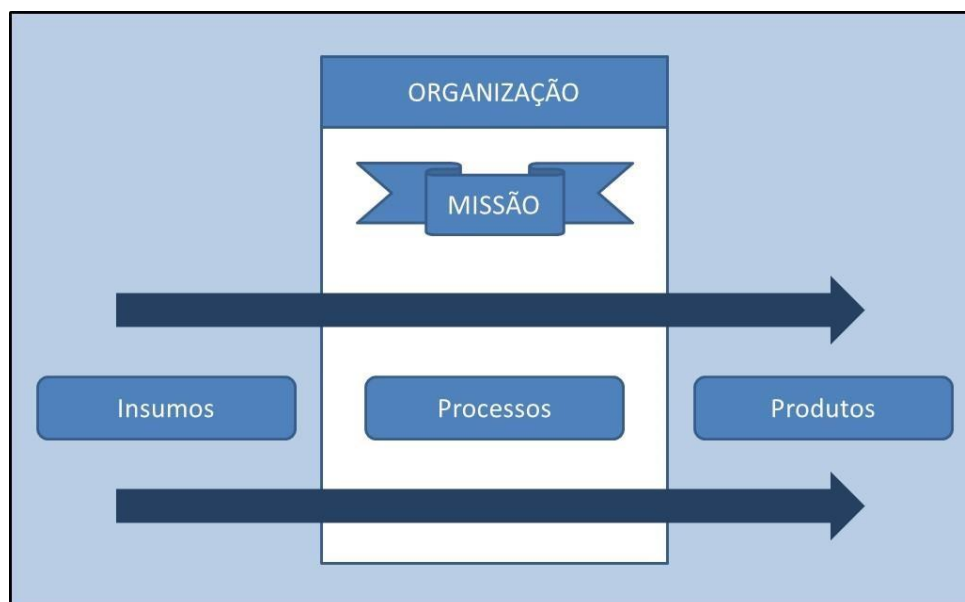 ORGANIZAÇÃO
MISSÃO
Insumos
Processos
Produtos